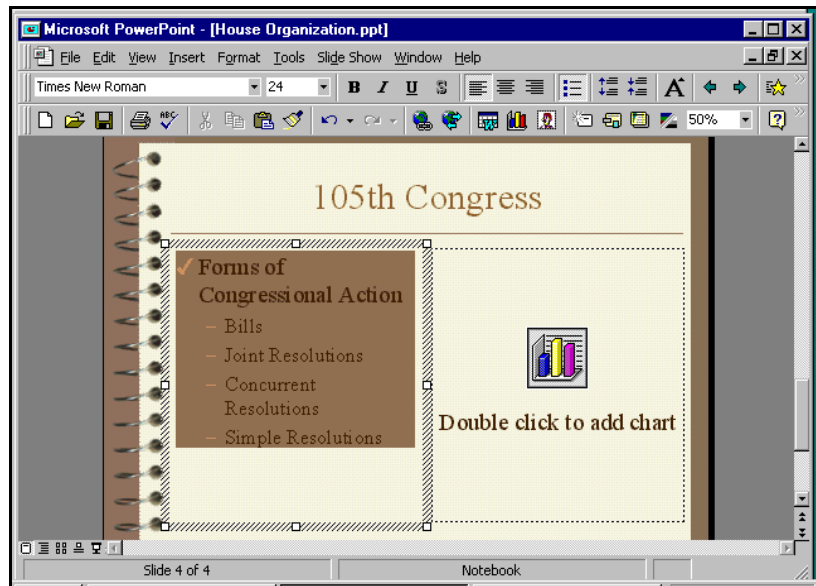 Microsoft PowerPoint - [House Organization.ppt]
File Edit View Insert Format Tools Slide Show Window Help
Times New Roman 24 B I U S A
ABC 50% ?
105th Congress
Forms of
Congressional Action
– Bills
– Joint Resolutions
– Concurrent
Resolutions
– Simple Resolutions
Double click to add chart
Slide 4 of 4 Notebook